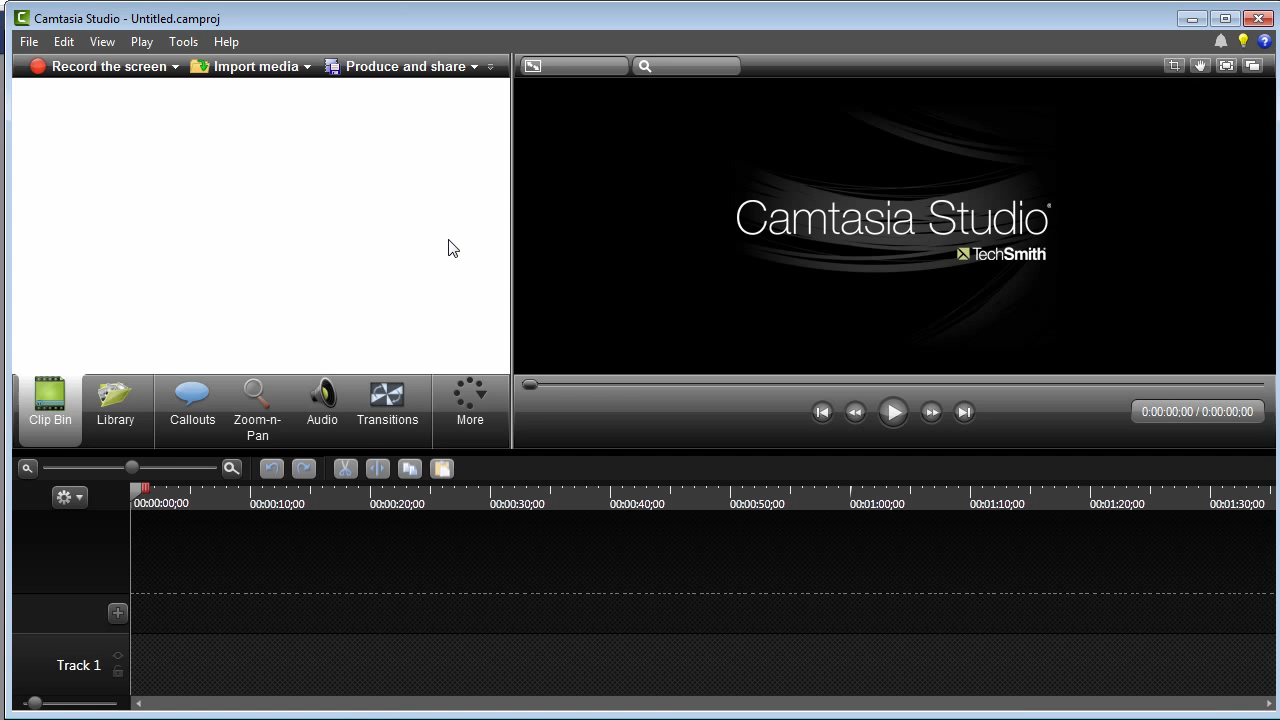 Camtasia Studio - Untitled.camproj
File Edit View Play Tools Help
Record the screen Import media Produce and share
Camtasia Studio®
TechSmith
Clip Bin Library Callouts Zoom-n-Pan Audio Transitions More
0:00:00;00 / 0:00:00;00
00:00:00;00 00:00:10;00 00:00:20;00 00:00:30;00 00:00:40;00 00:00:50;00 00:01:00;00 00:01:10;00 00:01:20;00 00:01:30;00
Track 1